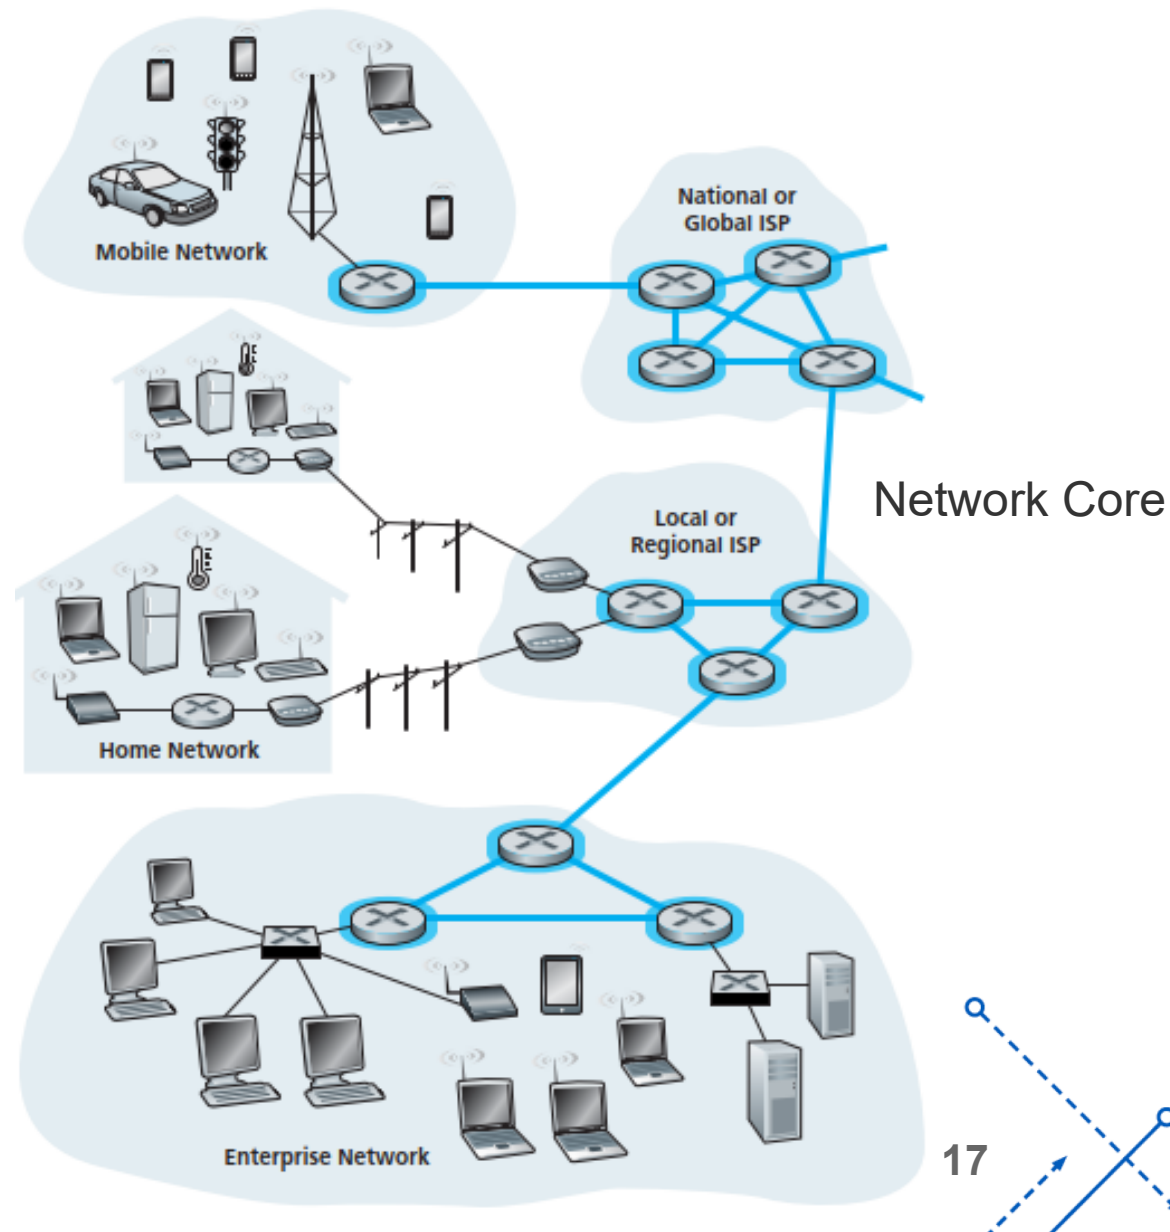 National or
Global ISP
Mobile Network
Network Core
Local or
Regional ISP
Home Network
Enterprise Network
17